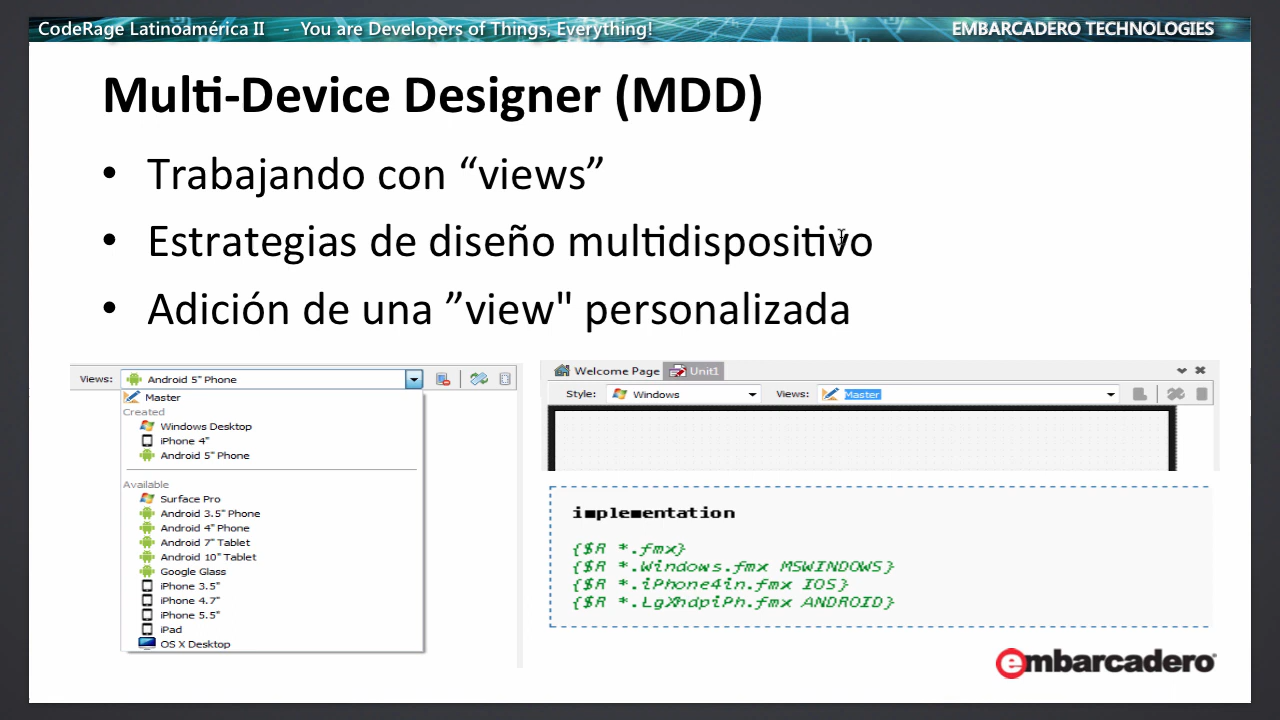 CodeRage Latinoamérica II - You are Developers of Things, Everything!
EMBARCADERO TECHNOLOGIES
Multi-Device Designer (MDD)
• Trabajando con “views”
• Estrategias de diseño multidispositivo
• Adición de una ”view" personalizada
Views: Android 5" Phone
Master
Created
Windows Desktop
iPhone 4"
Android 5" Phone
Available
Surface Pro
Android 3.5" Phone
Android 4" Phone
Android 7" Tablet
Android 10" Tablet
Google Glass
iPhone 3.5"
iPhone 4.7"
iPhone 5.5"
iPad
OS X Desktop
Welcome Page Unit1
Style: Windows Views: Master
implementation
{$R *.fmx}
{$R *.Windows.fmx MSWINDOWS}
{$R *.iPhone4in.fmx IOS}
{$R *.LgXhdpiPh.fmx ANDROID}
embarcadero